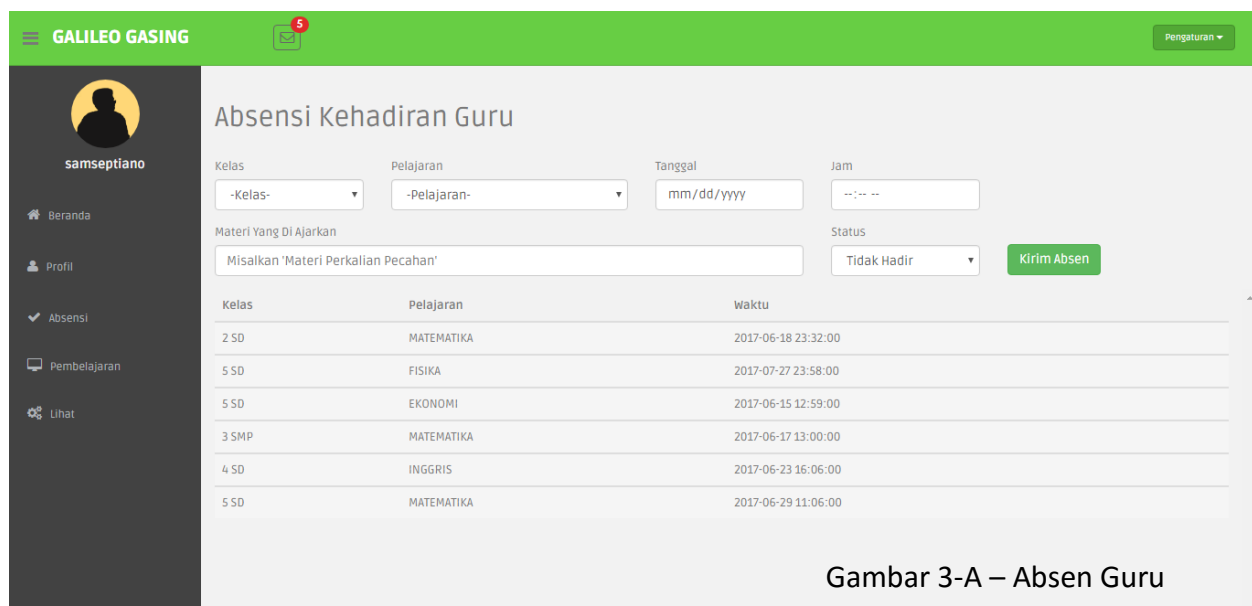 GALILEO GASING
5
Pengaturan
samseptiano
Beranda
Profil
Absensi
Pembelajaran
Lihat
Absensi Kehadiran Guru
Kelas Pelajaran Tanggal Jam
-Kelas- -Pelajaran- mm/dd/yyyy --:-- --
Materi Yang Di Ajarkan Status
Misalkan 'Materi Perkalian Pecahan' Tidak Hadir Kirim Absen
Kelas Pelajaran Waktu
2 SD MATEMATIKA 2017-06-18 23:32:00
5 SD FISIKA 2017-07-27 23:58:00
5 SD EKONOMI 2017-06-15 12:59:00
3 SMP MATEMATIKA 2017-06-17 13:00:00
4 SD INGGRIS 2017-06-23 16:06:00
5 SD MATEMATIKA 2017-06-29 11:06:00
Gambar 3-A – Absen Guru